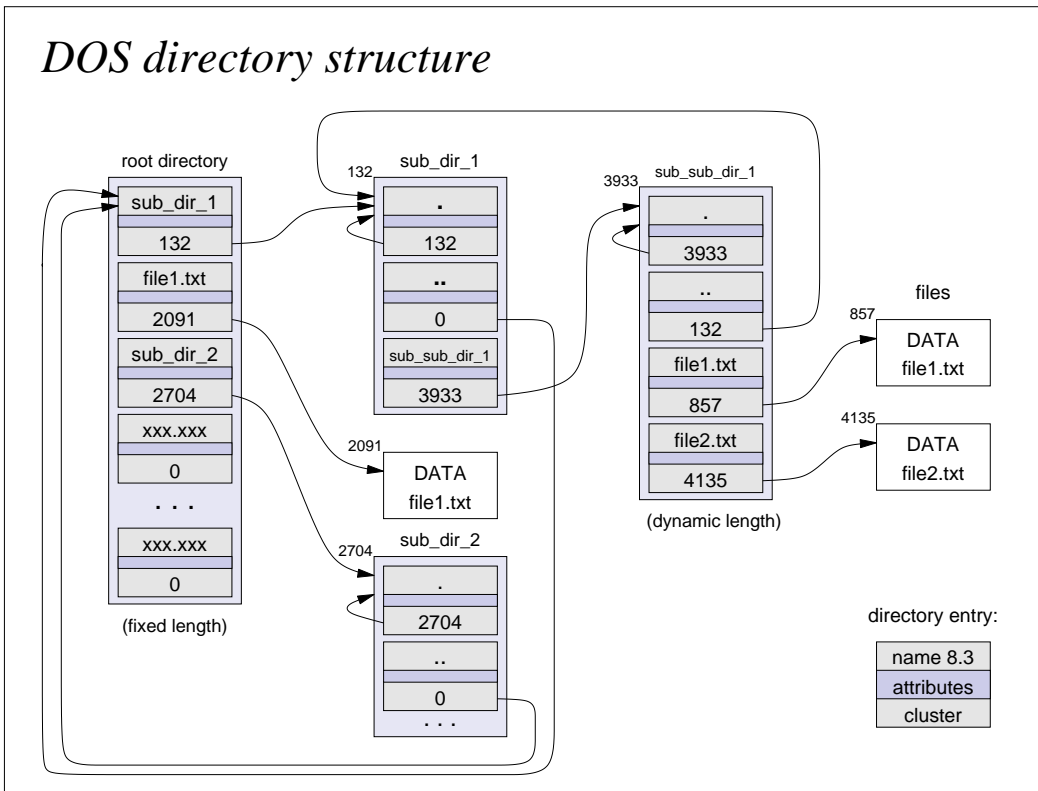 DOS directory structure
root directory
sub_dir_1
132
file1.txt
2091
sub_dir_2
2704
xxx.xxx
0
. . .
xxx.xxx
0
(fixed length)
sub_dir_1
132
.
132
..
0
sub_sub_dir_1
3933
2091
DATA
file1.txt
sub_dir_2
2704
.
2704
..
0
. . .
sub_sub_dir_1
3933
.
3933
..
132
file1.txt
857
file2.txt
4135
(dynamic length)
files
857
DATA
file1.txt
4135
DATA
file2.txt
directory entry:
name 8.3
attributes
cluster